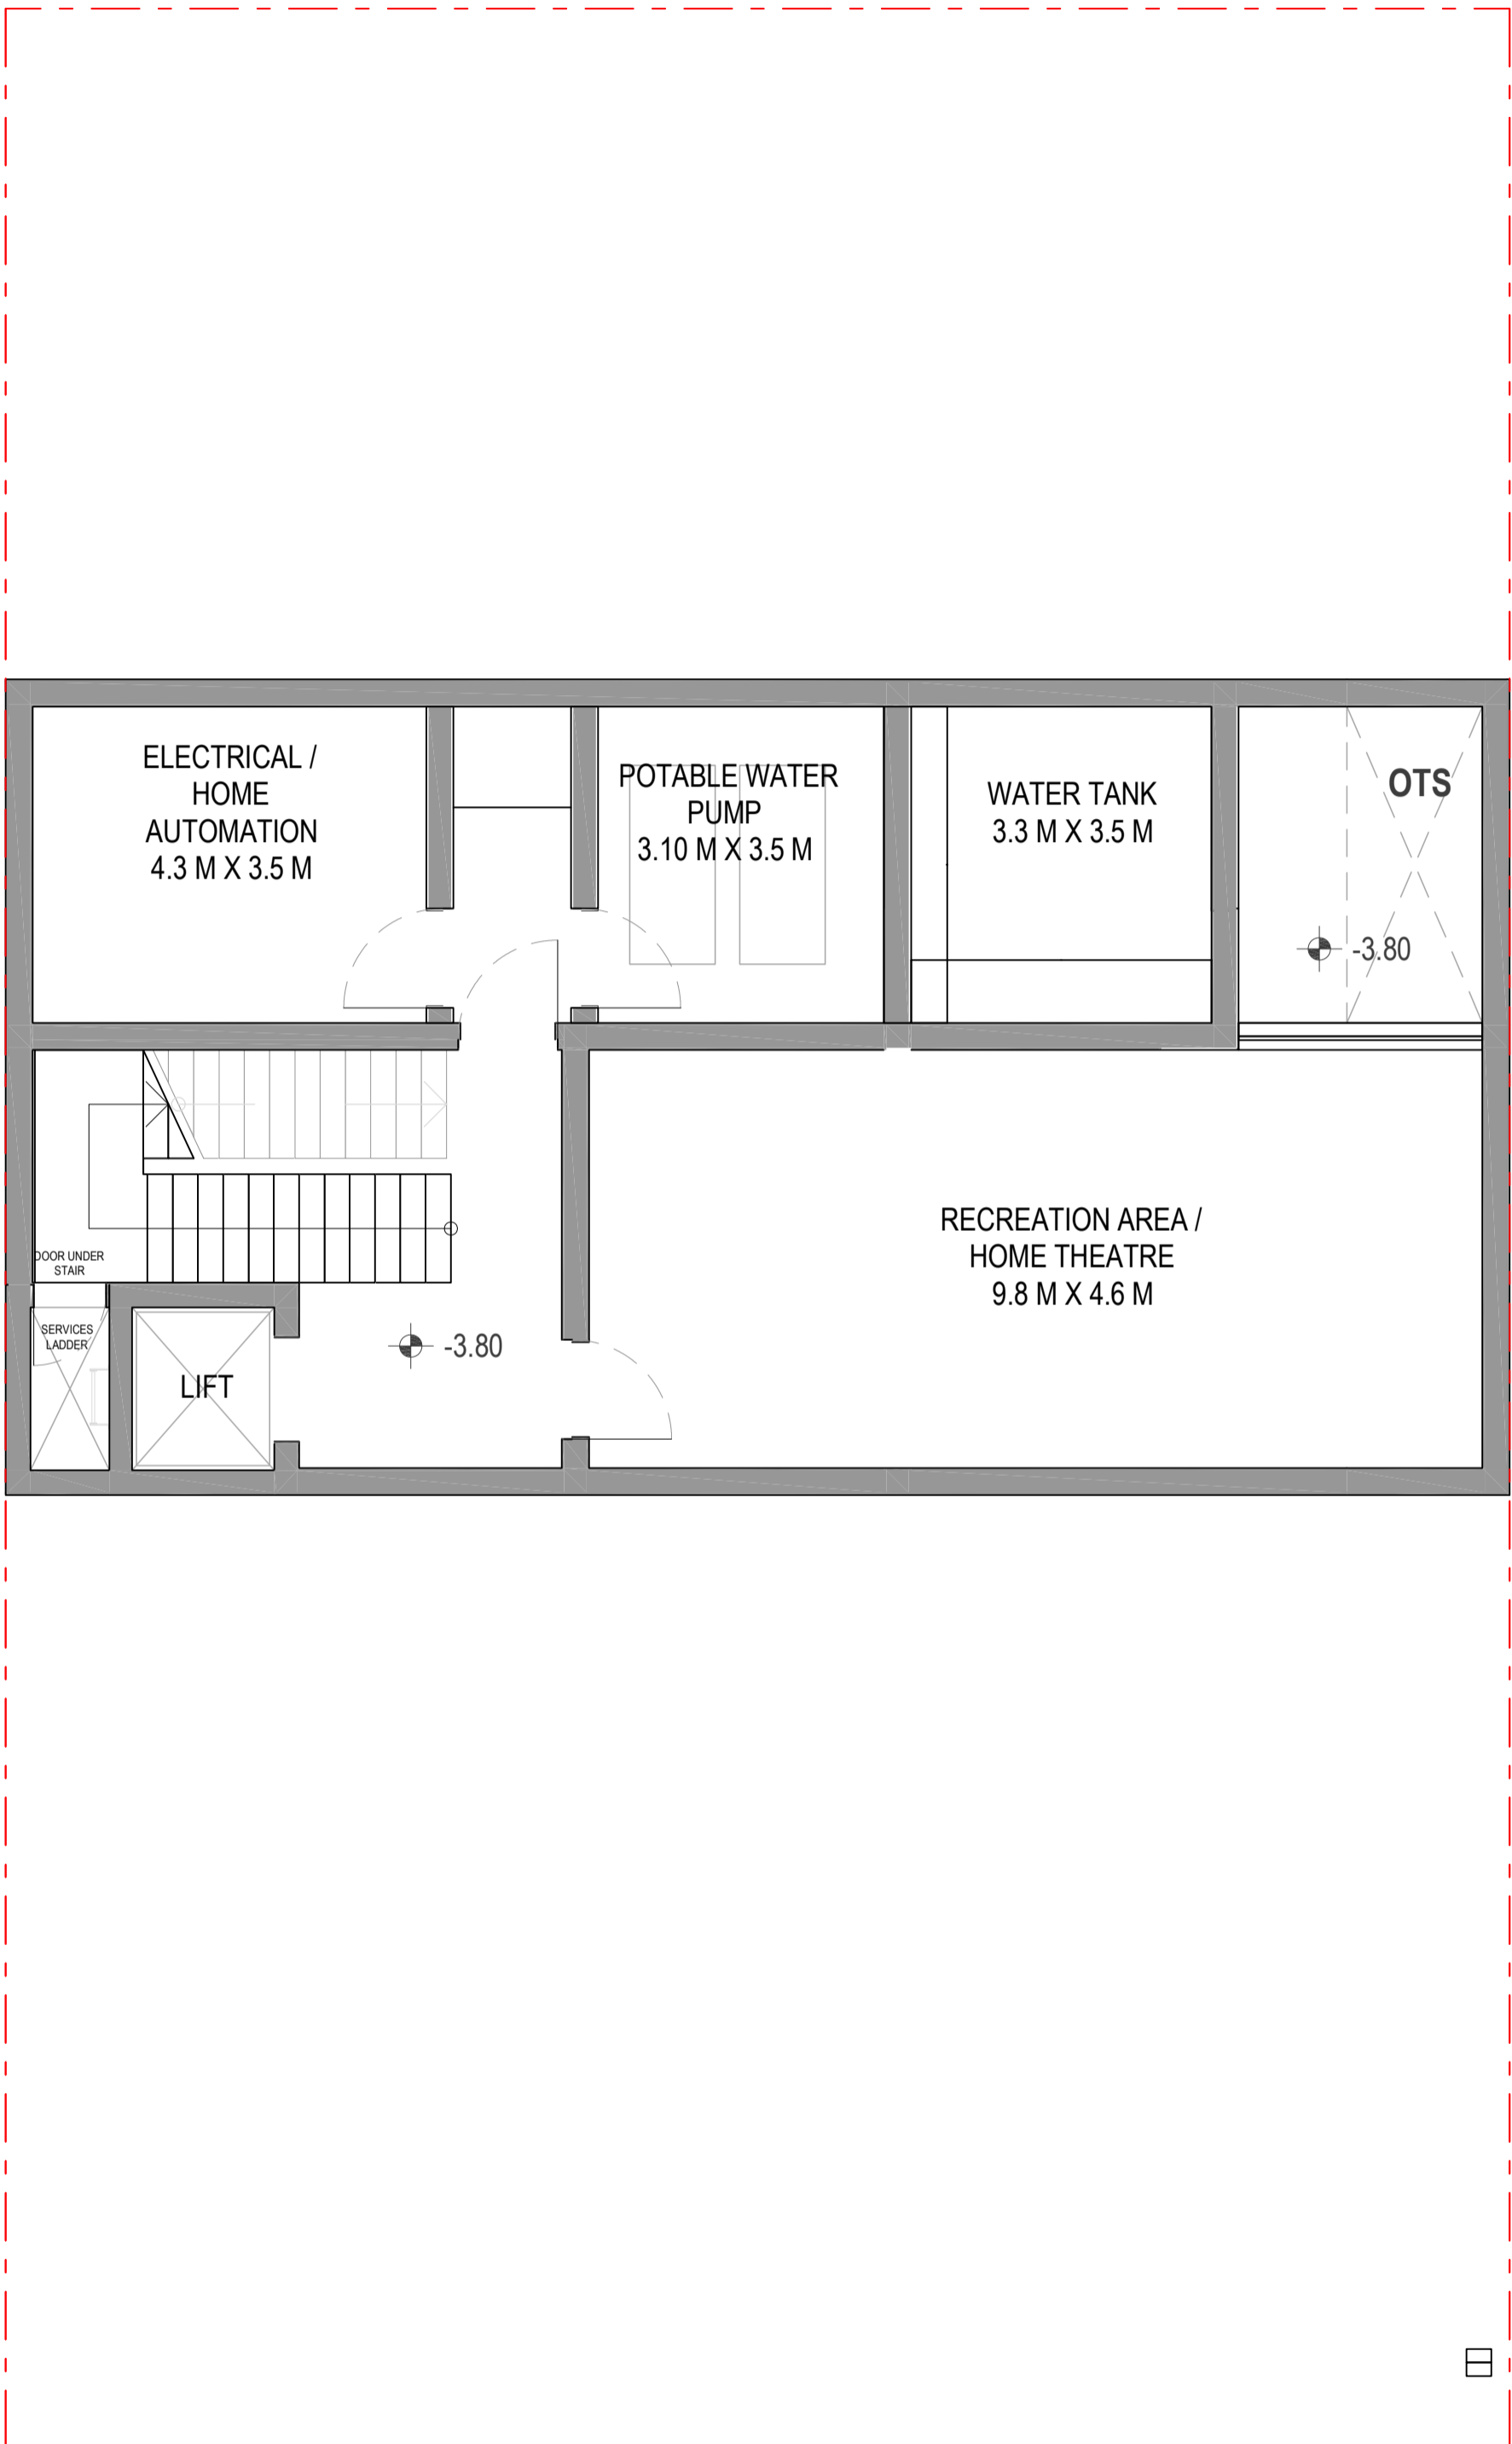 ELECTRICAL /
HOME
AUTOMATION
4.3 M X 3.5 M
POTABLE WATER
PUMP
3.10 M X 3.5 M
WATER TANK
3.3 M X 3.5 M
OTS
-3.80
DOOR UNDER
STAIR
SERVICES
LADDER
LIFT
-3.80
RECREATION AREA /
HOME THEATRE
9.8 M X 4.6 M